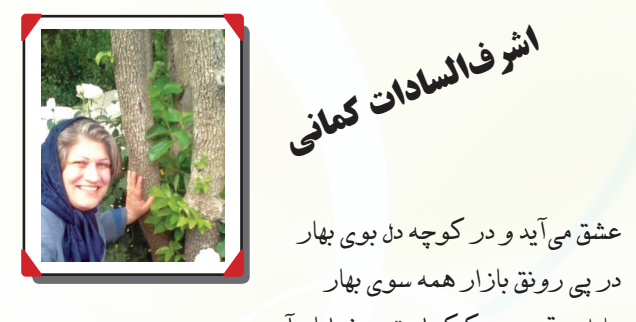 اشرف‌السادات کمانی
عشق می‌آید و در کوچه دل بوی بهار
در پی رونق بازار همه سوی بهار